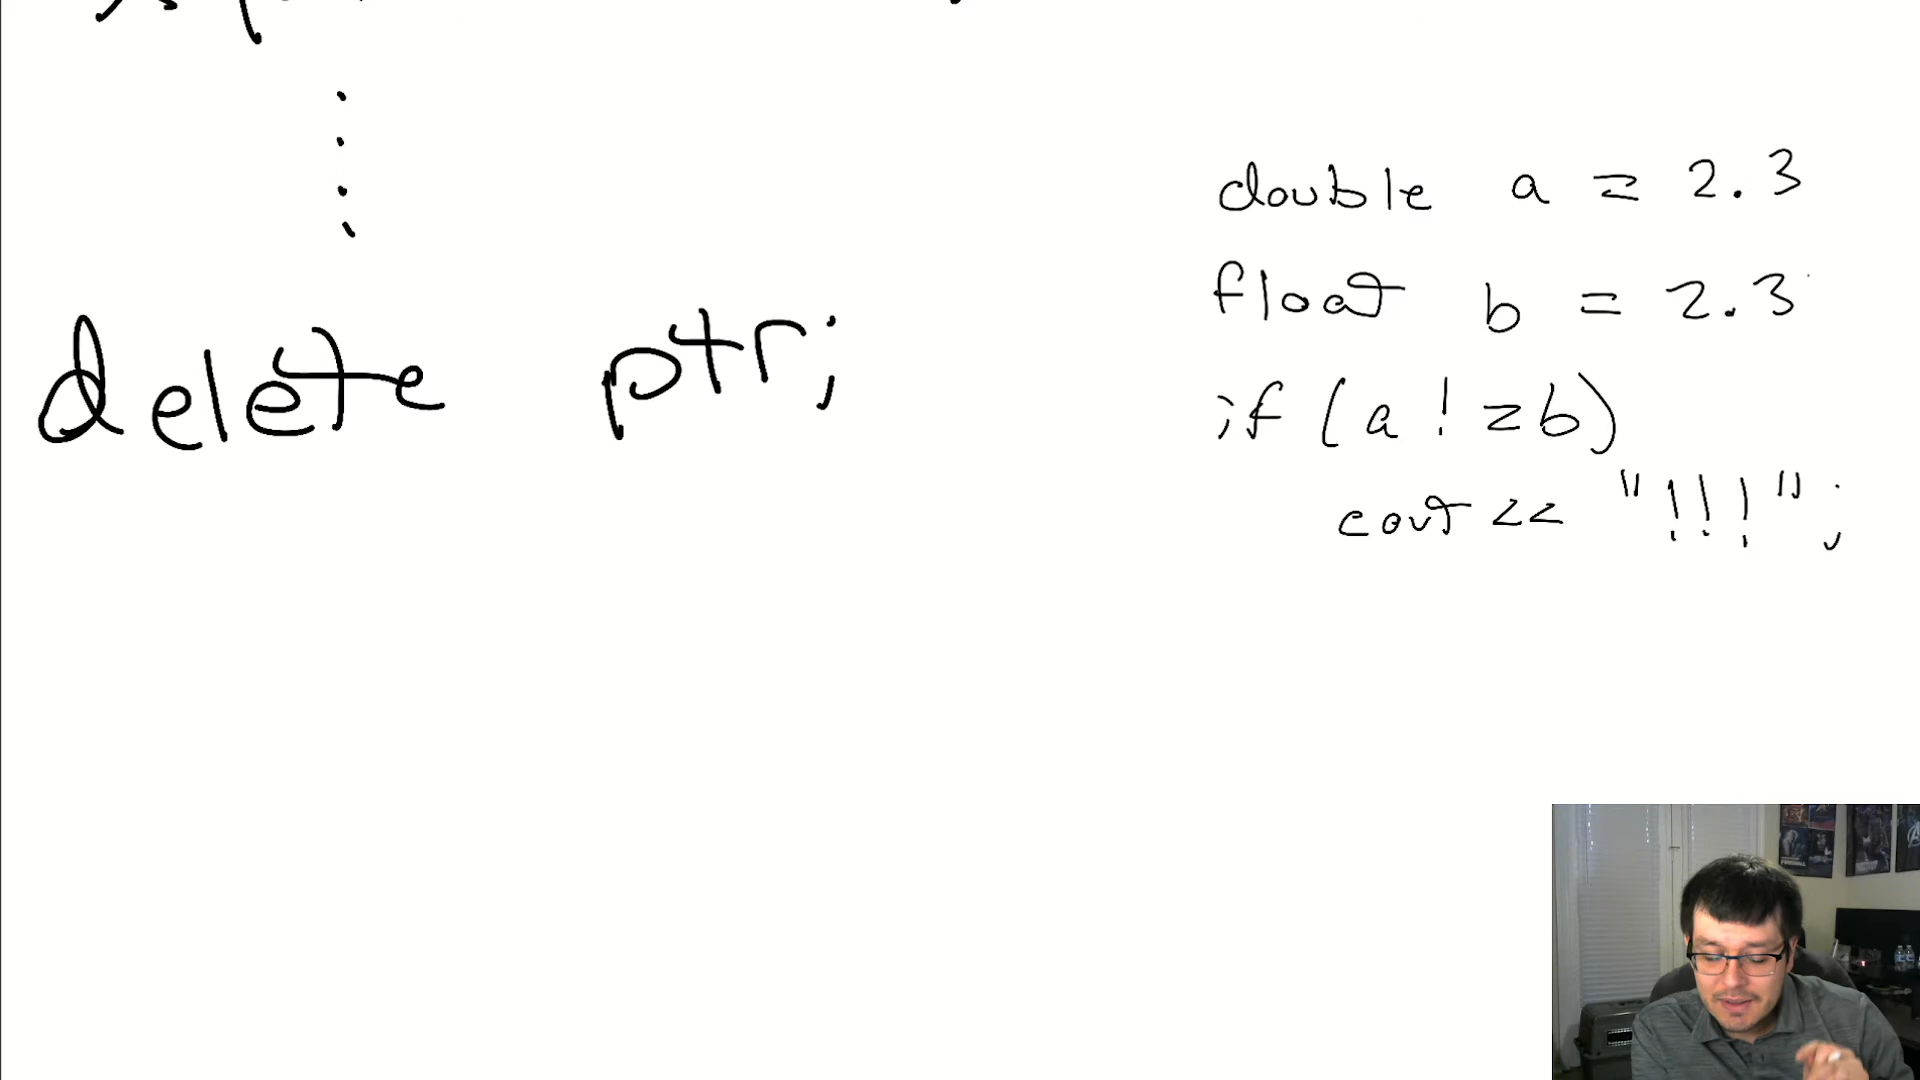 delete ptr;
double a = 2.3
float b = 2.3
if (a != b)
cout << "!!!";